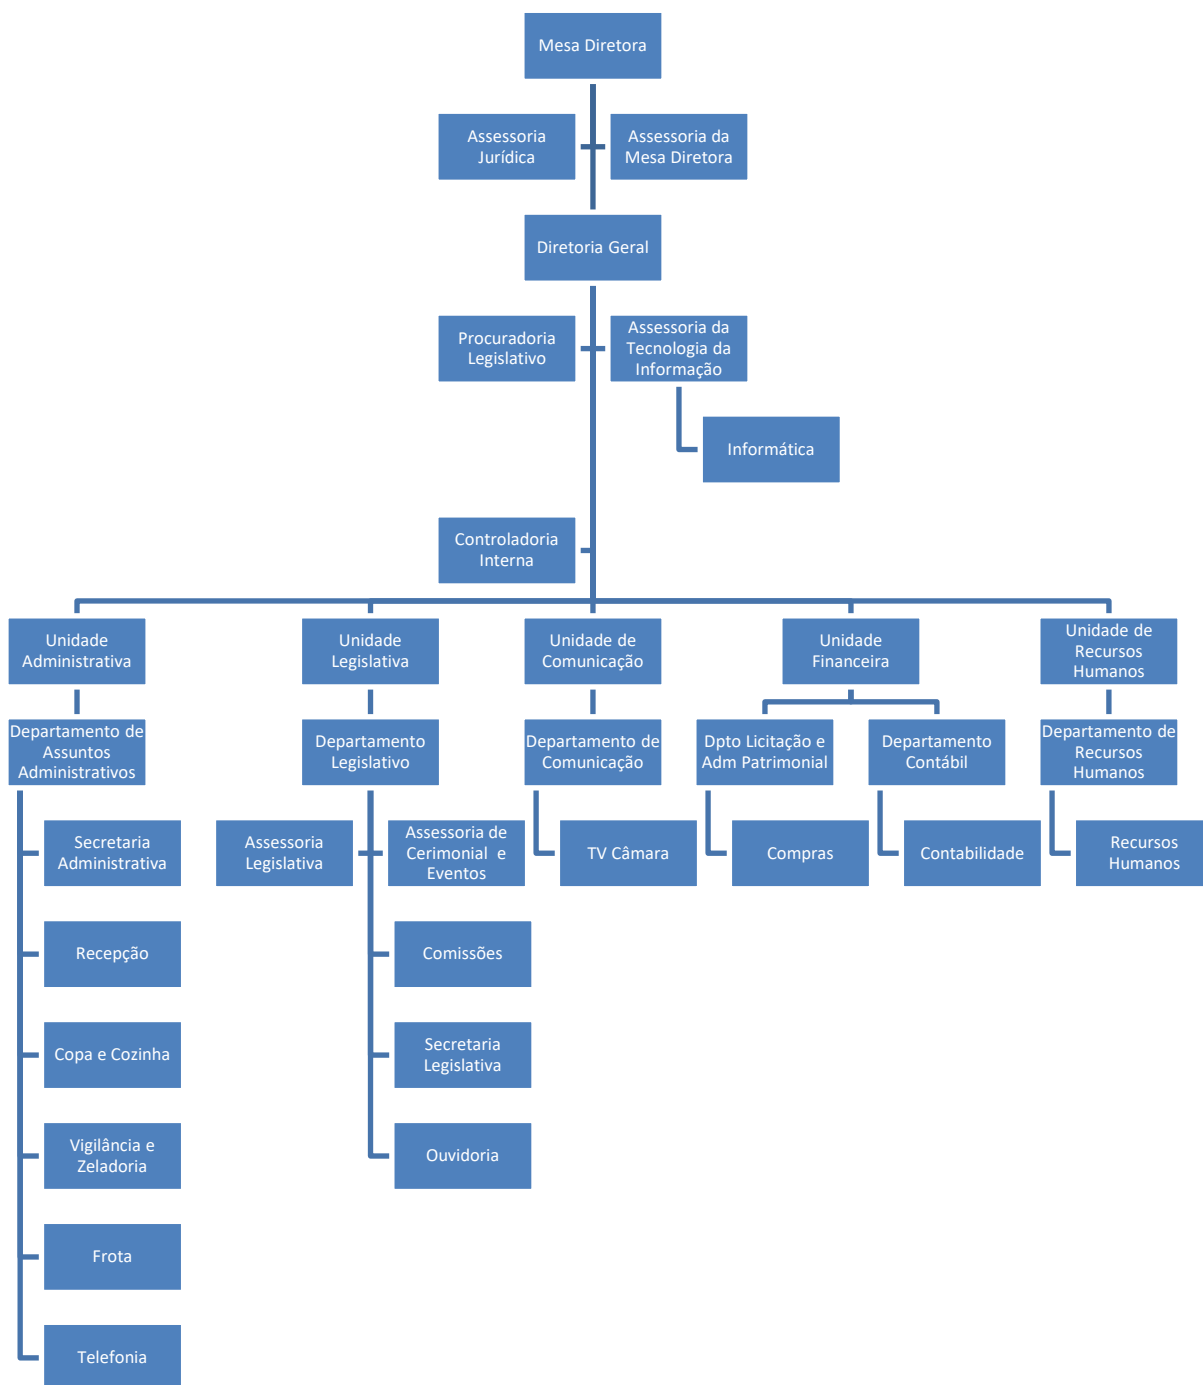 Mesa Diretora
Assessoria
Jurídica
Assessoria da
Mesa Diretora
Diretoria Geral
Procuradoria
Legislativo
Assessoria da
Tecnologia da
Informação
Informática
Controladoria
Interna
Unidade
Administrativa
Unidade
Legislativa
Unidade de
Comunicação
Unidade
Financeira
Unidade de
Recursos
Humanos
Departamento de
Assuntos
Administrativos
Departamento
Legislativo
Departamento de
Comunicação
Dpto Licitação e
Adm Patrimonial
Departamento
Contábil
Departamento de
Recursos
Humanos
Secretaria
Administrativa
Assessoria
Legislativa
Assessoria de
Cerimonial e
Eventos
TV Câmara
Compras
Contabilidade
Recursos
Humanos
Recepção
Comissões
Copa e Cozinha
Secretaria
Legislativa
Vigilância e
Zeladoria
Ouvidoria
Frota
Telefonia